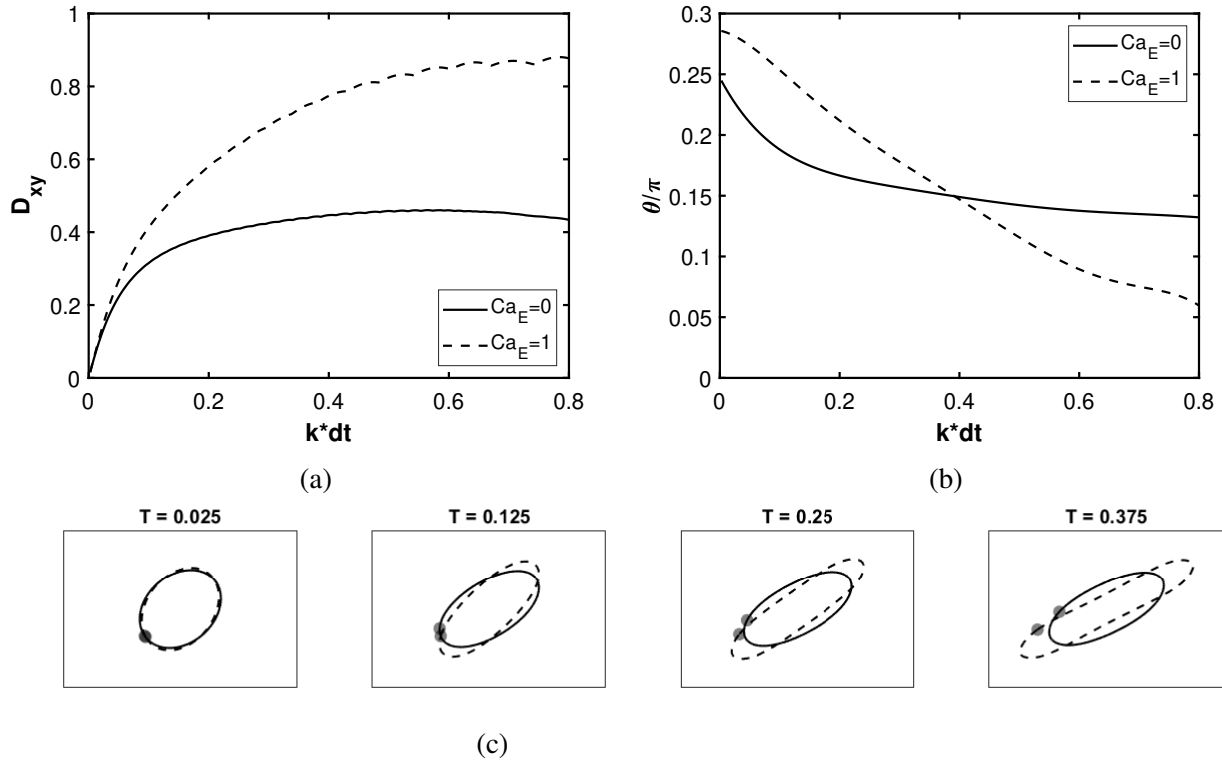 1
0.8
0.6
0.4
0.2
0
D_xy
0 0.2 0.4 0.6 0.8
k*dt
Ca_E=0
Ca_E=1
(a)
0.3
0.25
0.2
0.15
0.1
0.05
0
θ/π
0 0.2 0.4 0.6 0.8
k*dt
Ca_E=0
Ca_E=1
(b)
T = 0.025
T = 0.125
T = 0.25
T = 0.375
(c)